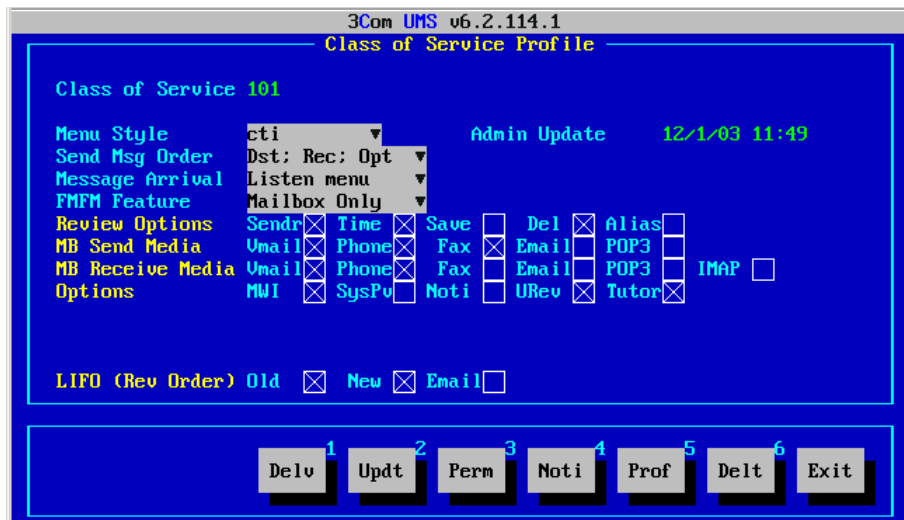 3Com UMS v6.2.114.1
Class of Service Profile
Class of Service 101
Menu Style cti Admin Update 12/1/03 11:49
Send Msg Order Dst; Rec; Opt
Message Arrival Listen menu
FMFM Feature Mailbox Only
Review Options Sendr Time Save Del Alias
MB Send Media Vmail Phone Fax Email POP3
MB Receive Media Vmail Phone Fax Email POP3 IMAP
Options MWI SysPv Noti URev Tutor
LIFO (Rev Order) Old New Email
1 2 3 4 5 6
Delv Updt Perm Noti Prof Delt Exit